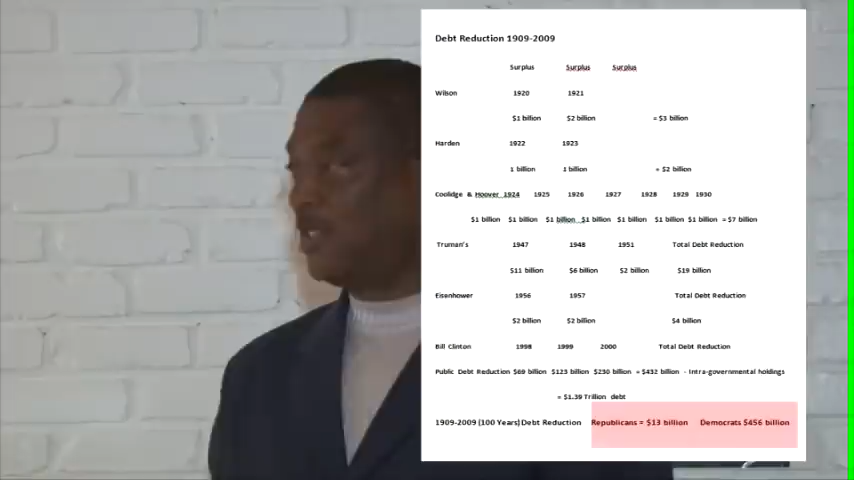 Debt Reduction 1909-2009
Surplus Surplus Surplus
Wilson 1920 1921
$1 billion $2 billion = $3 billion
Harden 1922 1923
1 billion 1 billion = $2 billion
Coolidge & Hoover 1924 1925 1926 1927 1928 1929 1930
$1 billion $1 billion $1 billion $1 billion $1 billion $1 billion $1 billion = $7 billion
Truman's 1947 1948 1951 Total Debt Reduction
$11 billion $6 billion $2 billion $19 billion
Eisenhower 1956 1957 Total Debt Reduction
$2 billion $2 billion $4 billion
Bill Clinton 1998 1999 2000 Total Debt Reduction
Public Debt Reduction $69 billion $123 billion $230 billion = $432 billion - Intra-governmental holdings
= $1.39 Trillion debt
1909-2009 (100 Years) Debt Reduction Republicans = $13 billion Democrats $456 billion